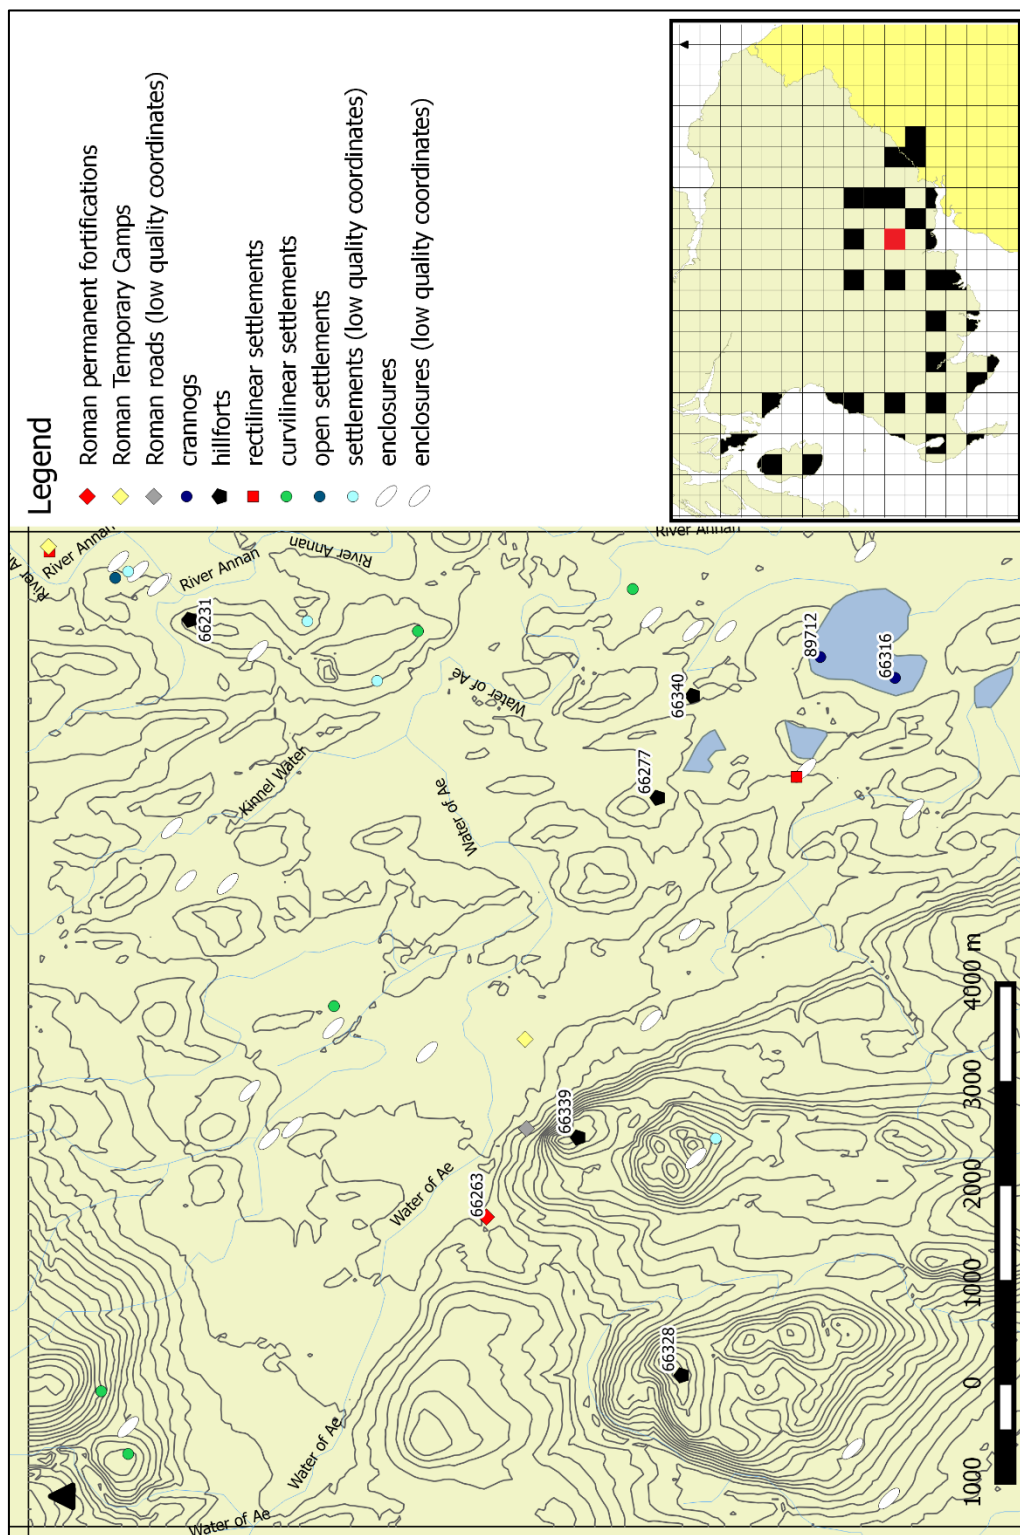 Legend
Roman permanent fortifications
Roman Temporary Camps
Roman roads (low quality coordinates)
crannogs
hillforts
rectilinear settlements
curvilinear settlements
open settlements
settlements (low quality coordinates)
enclosures
enclosures (low quality coordinates)
River Annan
River Annan
River Annan
River Annan
66231
Kinnel Water
Water of Ae
Water of Ae
66340
66277
89712
66316
66339
66263
Water of Ae
66328
Water of Ae
Water of Ae
1000
0
1000
2000
3000
4000 m